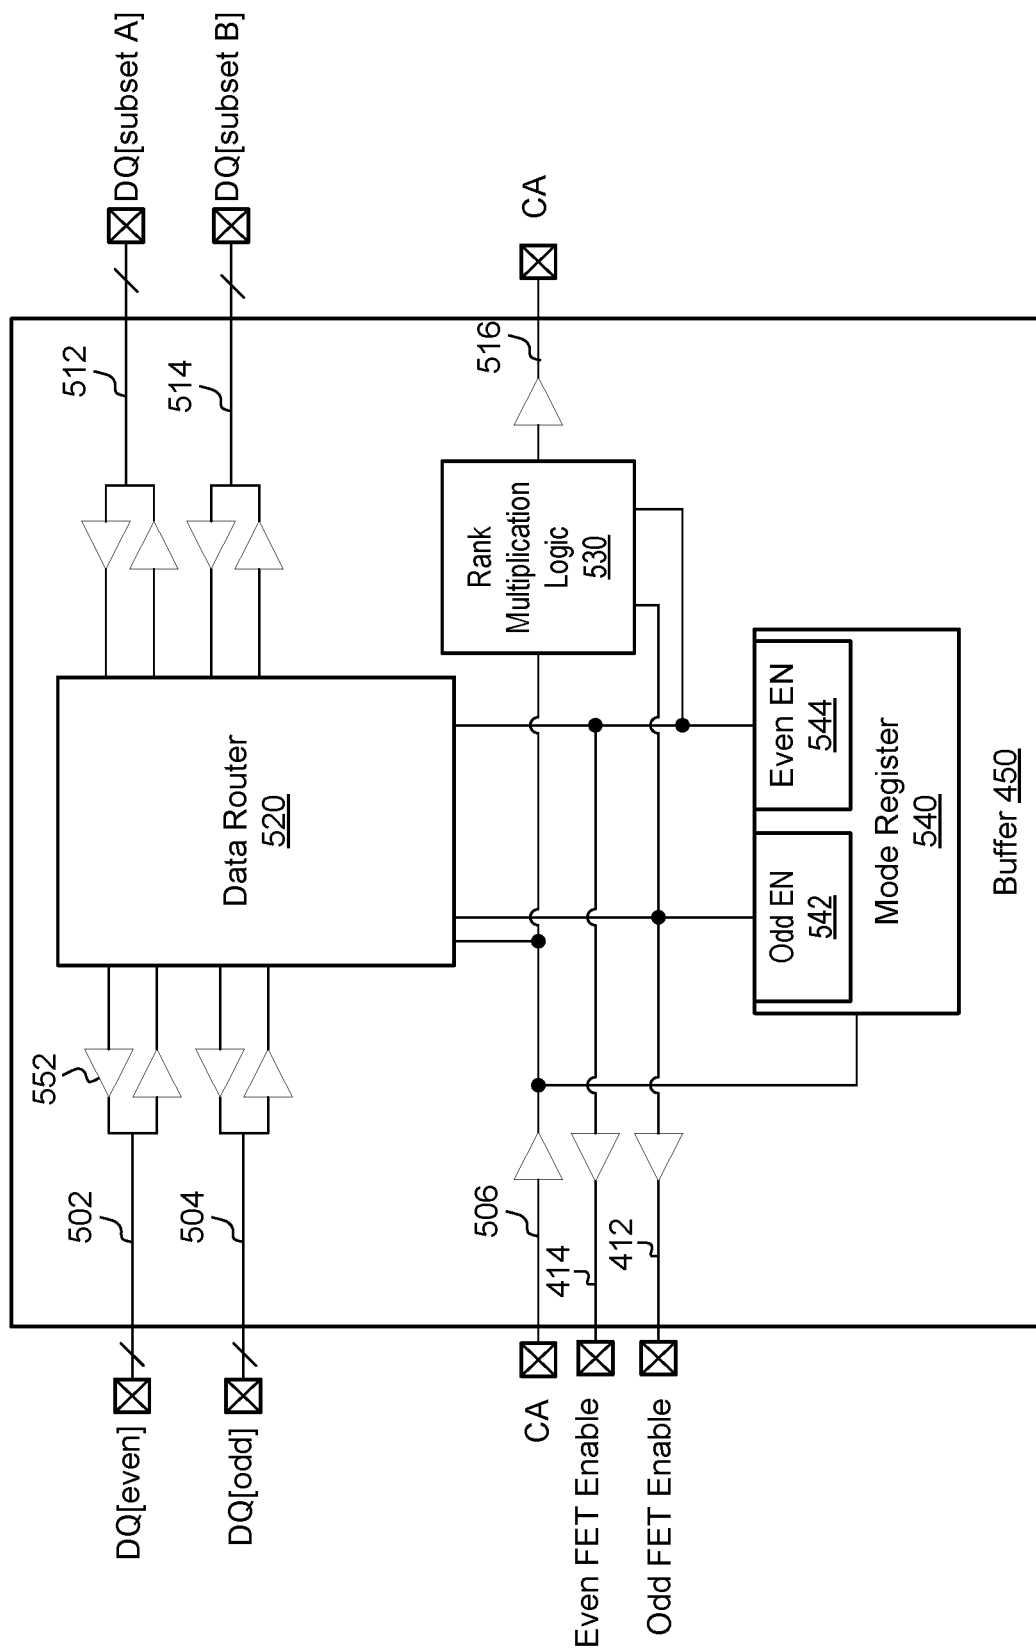 DQ[even]
DQ[odd]
CA
Even FET Enable
Odd FET Enable
502
504
506
414
412
552
Data Router
520
Rank
Multiplication
Logic
530
Odd EN
542
Even EN
544
Mode Register
540
512
514
516
DQ[subset A]
DQ[subset B]
CA
Buffer 450